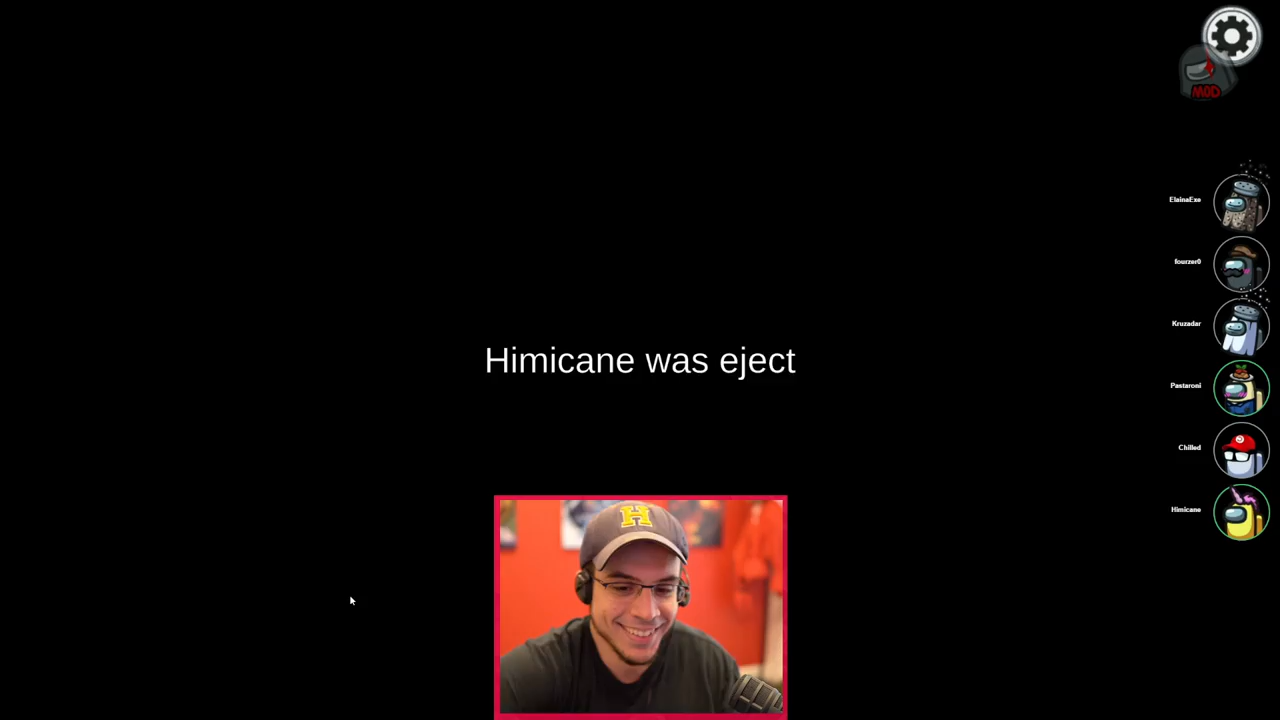 MOD
ElainaExe
fourzer0
Kruzadar
Himicane was eject
Pastaroni
Chilled
Himicane
H